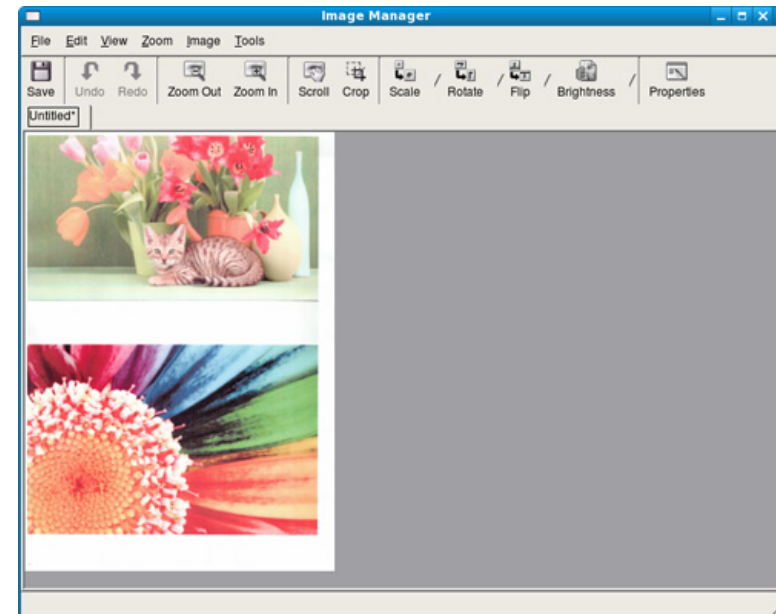 Image Manager
File Edit View Zoom Image Tools
Save Undo Redo Zoom Out Zoom In Scroll Crop Scale / Rotate / Flip / Brightness / Properties
Untitled*